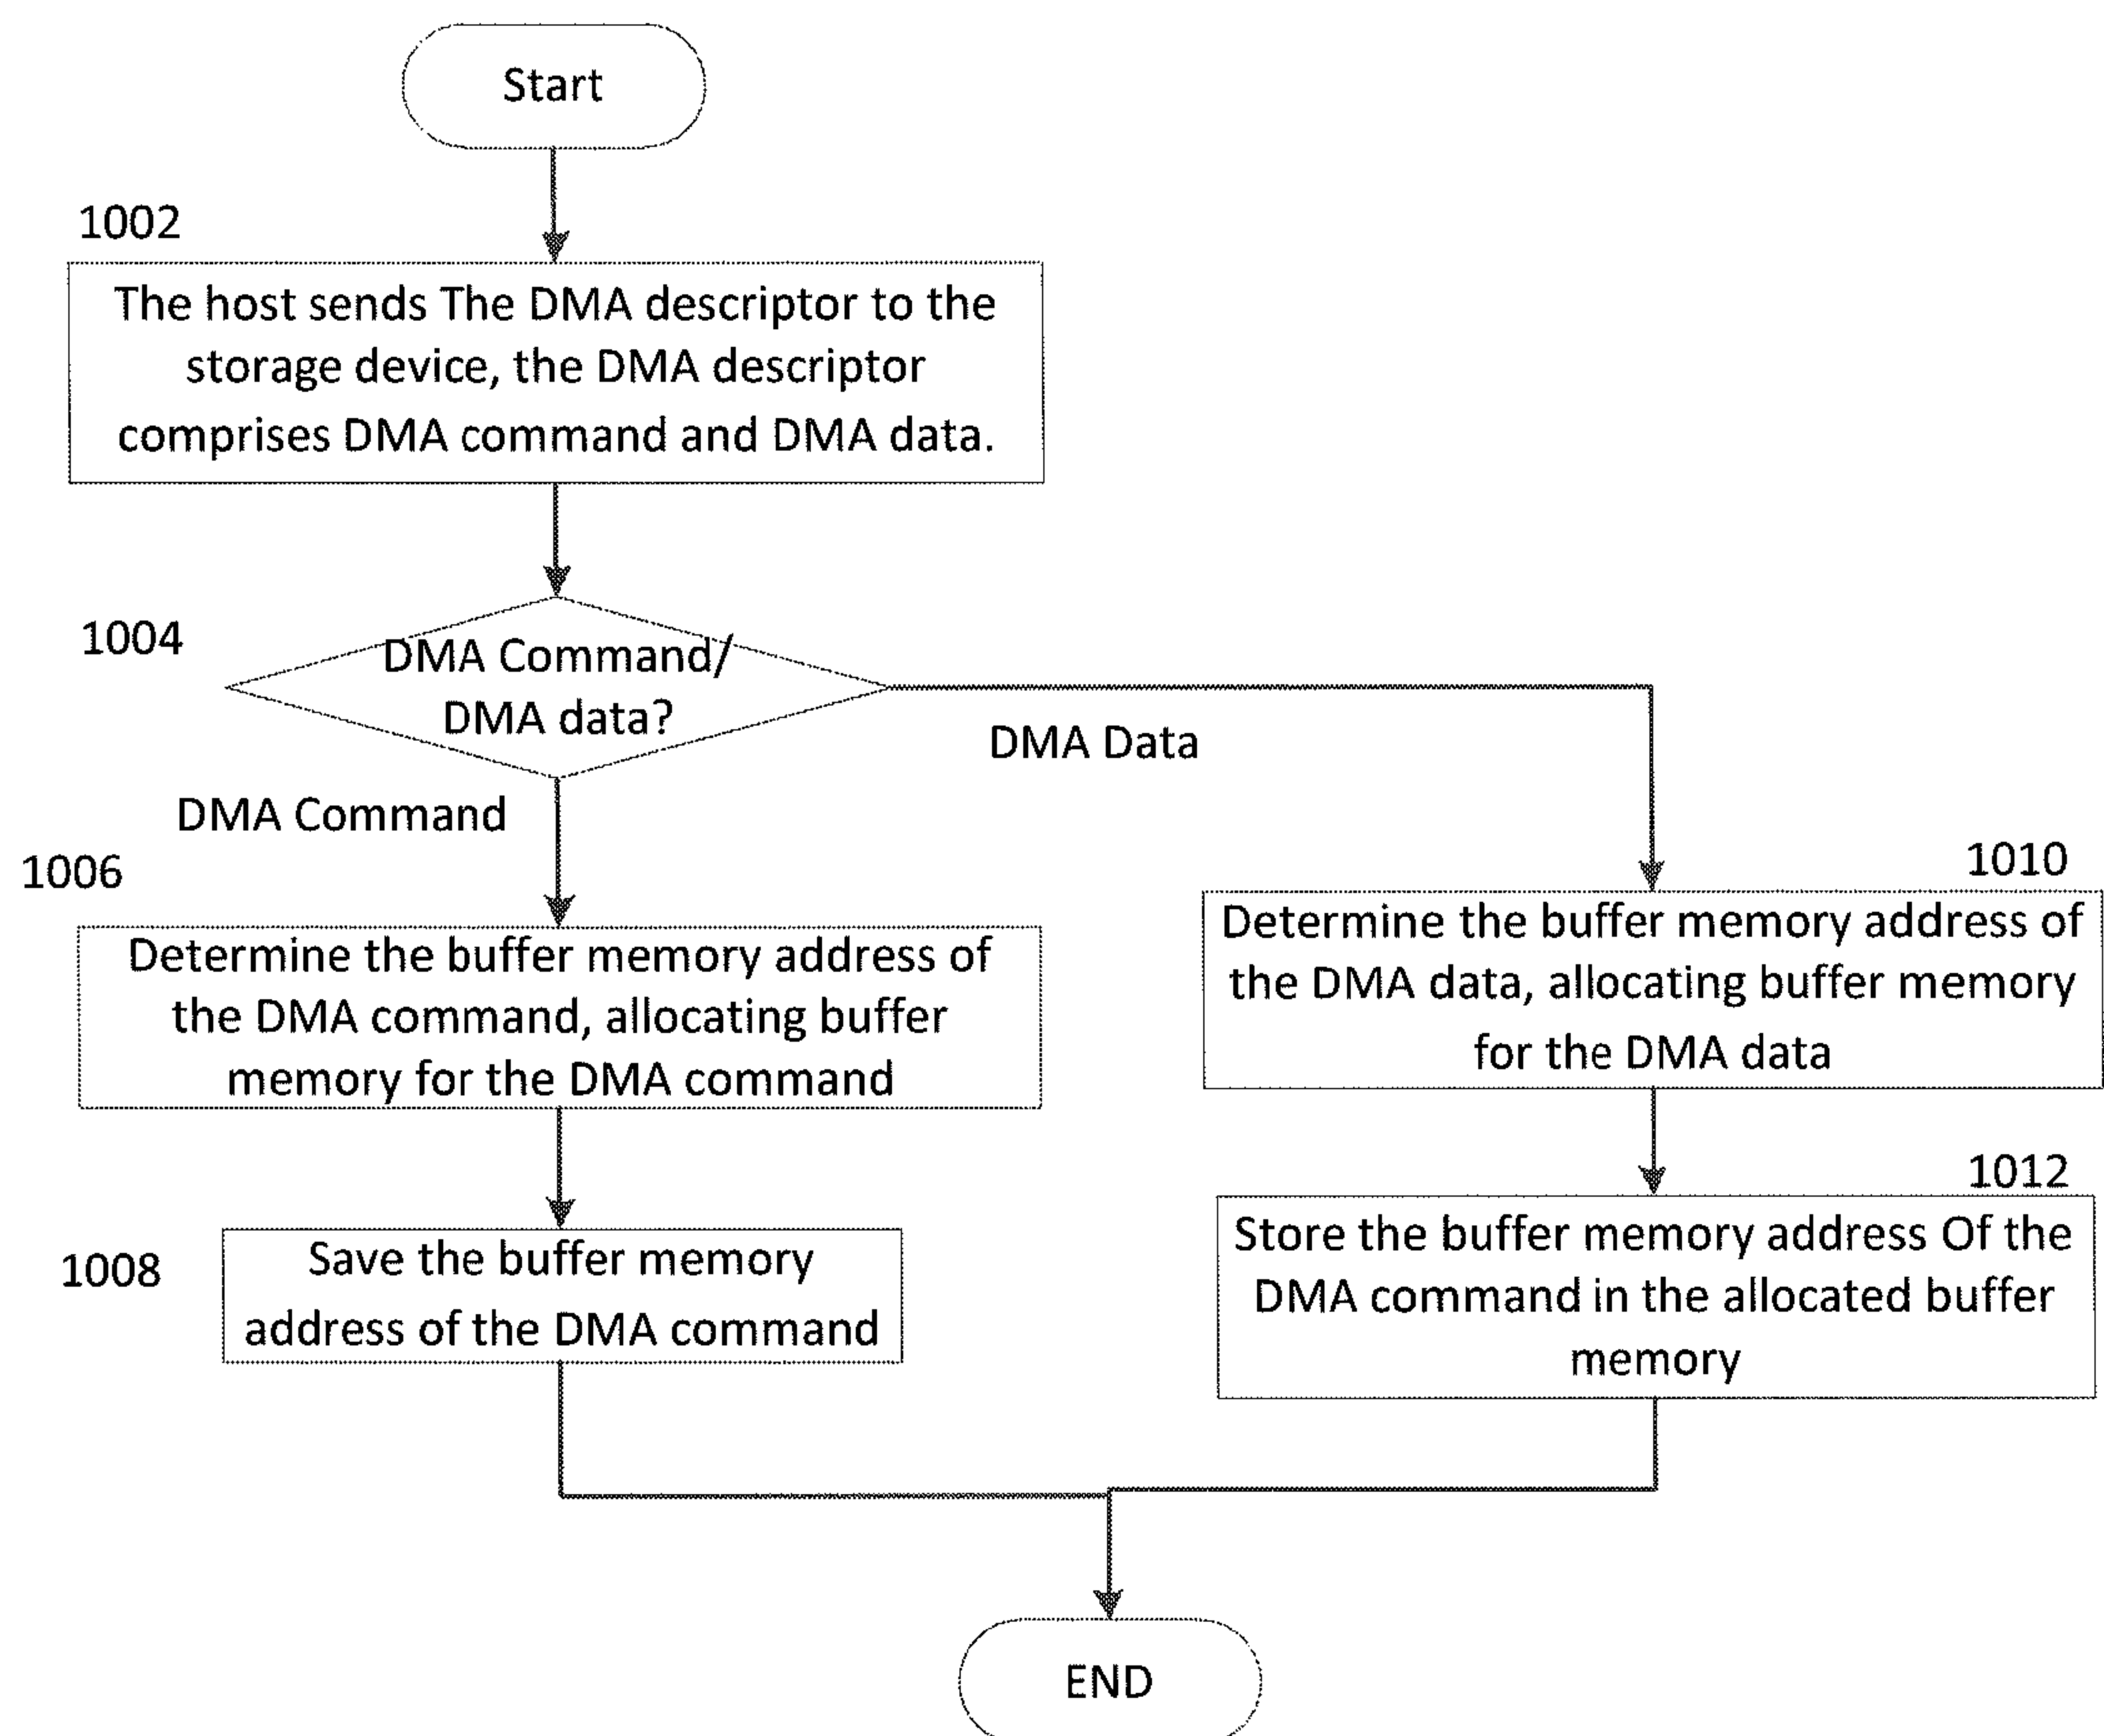 Start
1002
The host sends The DMA descriptor to the
storage device, the DMA descriptor
comprises DMA command and DMA data.
1004
DMA Command/
DMA data?
DMA Data
DMA Command
1006
Determine the buffer memory address of
the DMA command, allocating buffer
memory for the DMA command
1008
Save the buffer memory
address of the DMA command
1010
Determine the buffer memory address of
the DMA data, allocating buffer memory
for the DMA data
1012
Store the buffer memory address Of the
DMA command in the allocated buffer
memory
END